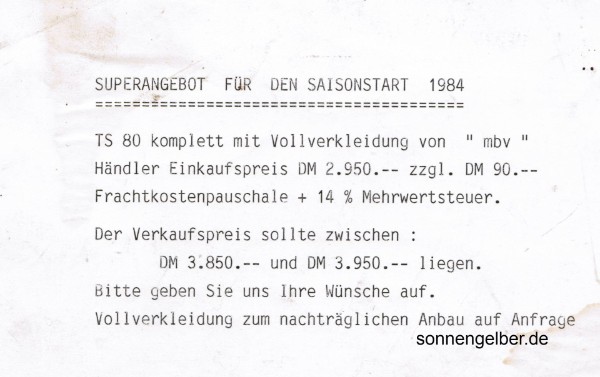 SUPERANGEBOT FÜR DEN SAISONSTART 1984
=======================================
TS 80 komplett mit Vollverkleidung von " mbv "
Händler Einkaufspreis DM 2.950.-- zzgl. DM 90.--
Frachtkostenpauschale + 14 % Mehrwertsteuer.
Der Verkaufspreis sollte zwischen :
DM 3.850.-- und DM 3.950.-- liegen.
Bitte geben Sie uns Ihre Wünsche auf.
Vollverkleidung zum nachträglichen Anbau auf Anfrage
sonnengelber.de